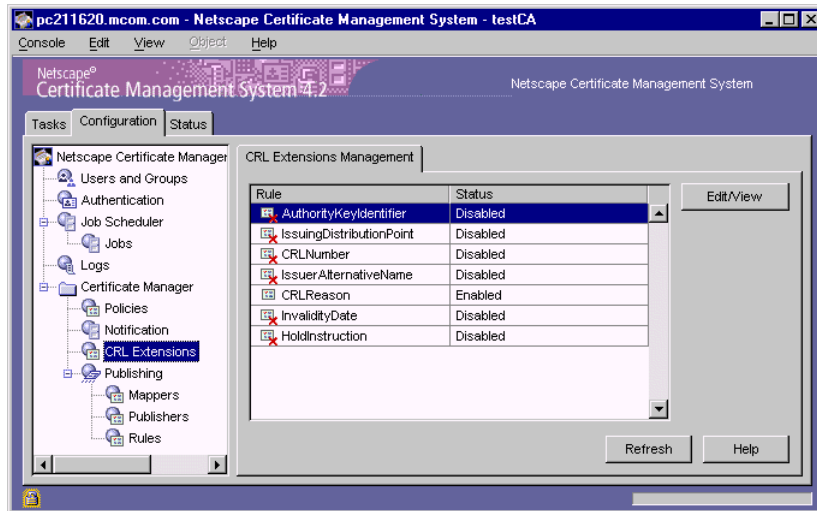 pc211620.mcom.com - Netscape Certificate Management System - testCA
Console Edit View Object Help
Netscape®
Certificate Management System 4.2
Netscape Certificate Management System
Tasks Configuration Status
Netscape Certificate Manager
Users and Groups
Authentication
Job Scheduler
Jobs
Logs
Certificate Manager
Policies
Notification
CRL Extensions
Publishing
Mappers
Publishers
Rules
CRL Extensions Management
Rule Status
AuthorityKeyIdentifier Disabled
IssuingDistributionPoint Disabled
CRLNumber Disabled
IssuerAlternativeName Disabled
CRLReason Enabled
InvalidityDate Disabled
HoldInstruction Disabled
Edit/View
Refresh Help